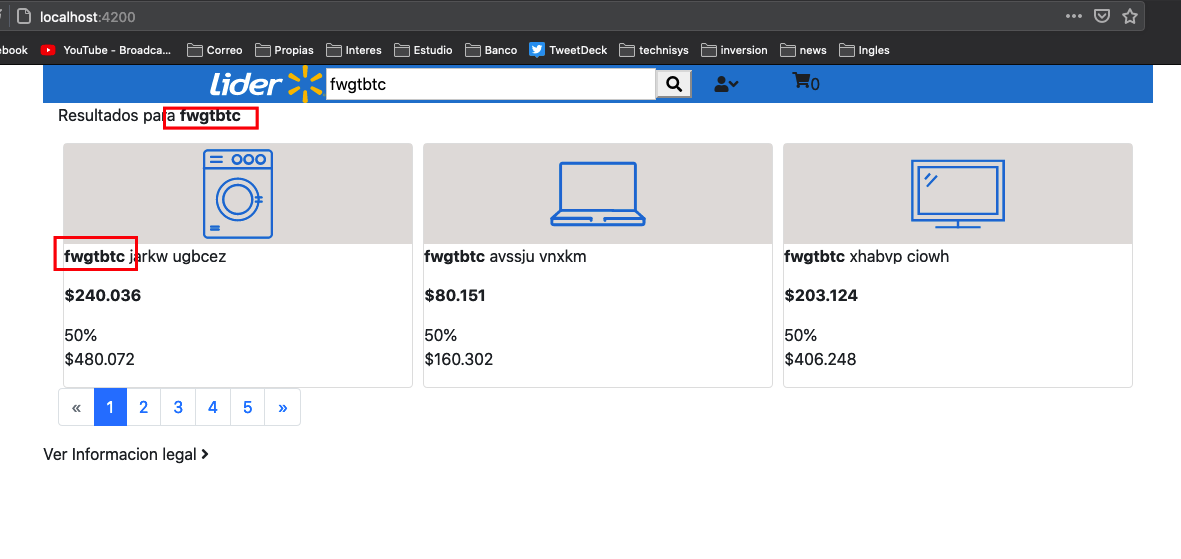 localhost:4200
ebook YouTube - Broadca... Correo Propias Interes Estudio Banco TweetDeck technisys inversion news Ingles
lider fwgtbtc 0
Resultados para fwgtbtc
fwgtbtc jarkw ugbcez fwgtbtc avssju vnxkm fwgtbtc xhabvp ciowh
$240.036 $80.151 $203.124
50% 50% 50%
$480.072 $160.302 $406.248
« 1 2 3 4 5 »
Ver Informacion legal